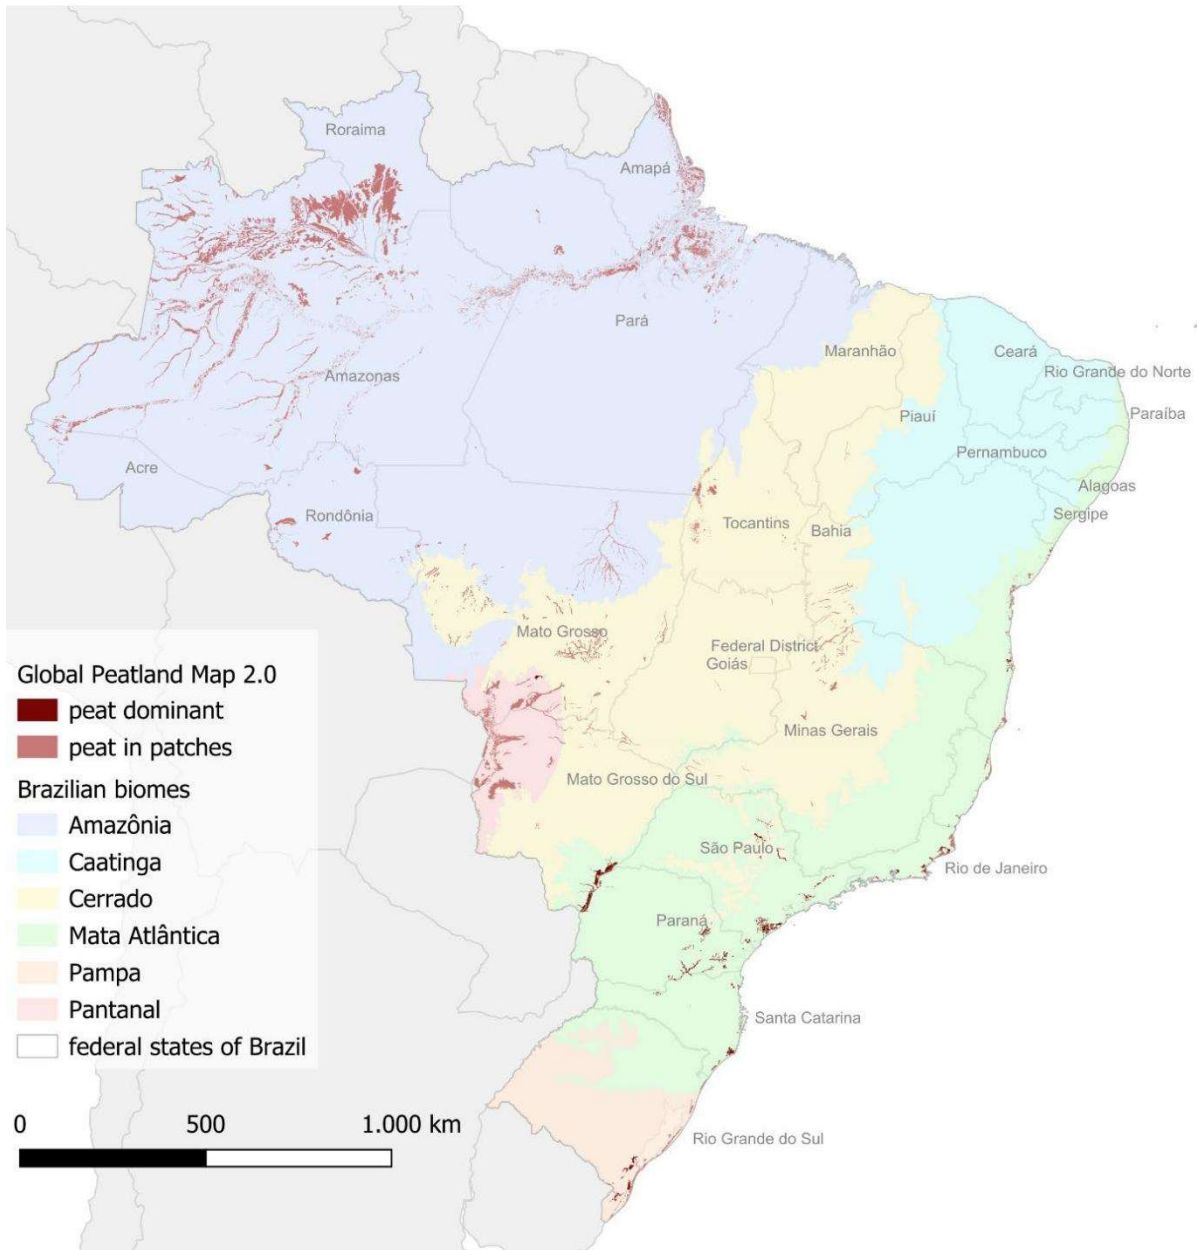 Roraima
Amapá
Pará
Maranhão
Ceará
Rio Grande do Norte
Amazonas
Piauí
Paraíba
Pernambuco
Acre
Alagoas
Rondônia
Tocantins
Bahia
Sergipe
Mato Grosso
Federal District
Goiás
Minas Gerais
Mato Grosso do Sul
São Paulo
Rio de Janeiro
Paraná
Santa Catarina
Rio Grande do Sul
Global Peatland Map 2.0
peat dominant
peat in patches
Brazilian biomes
Amazônia
Caatinga
Cerrado
Mata Atlântica
Pampa
Pantanal
federal states of Brazil
0 500 1.000 km